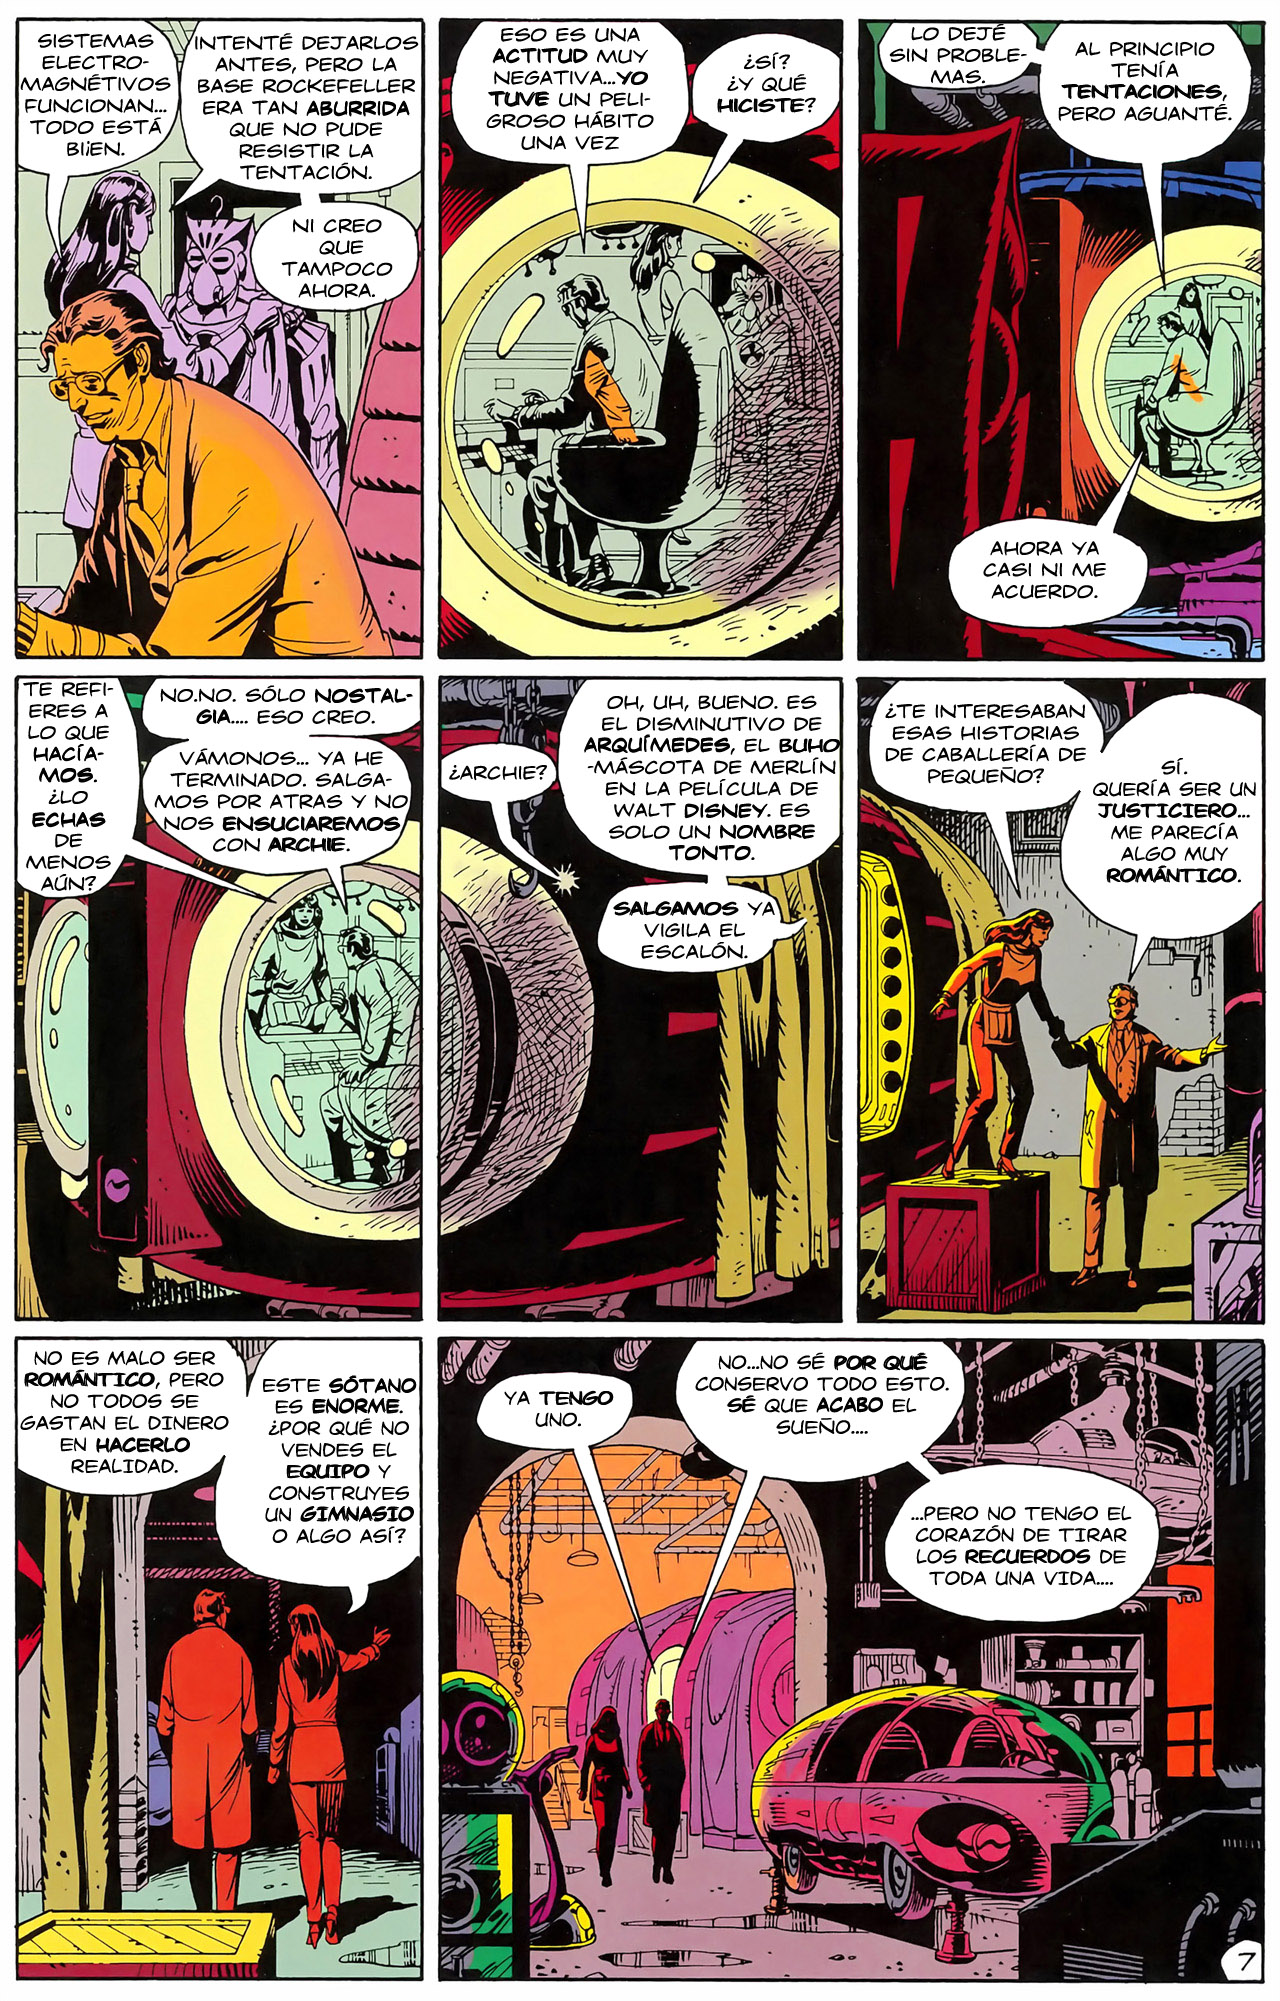 SISTEMAS
ELECTRO-
MAGNÉTIVOS
FUNCIONAN...
TODO ESTÁ
BI¡EN.
INTENTÉ DEJARLOS
ANTES, PERO LA
BASE ROCKEFELLER
ERA TAN ABURRIDA
QUE NO PUDE
RESISTIR LA
TENTACIÓN.
NI CREO
QUE
TAMPOCO
AHORA.
ESO ES UNA
ACTITUD MUY
NEGATIVA...YO
TUVE UN PELI-
GROSO HÁBITO
UNA VEZ
¿SÍ?
¿Y QUÉ
HICISTE?
LO DEJÉ
SIN PROBLE-
MAS.
AL PRINCIPIO
TENÍA
TENTACIONES,
PERO AGUANTÉ.
AHORA YA
CASI NI ME
ACUERDO.
TE REFI-
ERES A
LO QUE
HACÍA-
MOS.
¿LO
ECHAS
DE
MENOS
AÚN?
NO.NO. SÓLO NOSTAL-
GIA.... ESO CREO.
VÁMONOS... YA HE
TERMINADO. SALGA-
MOS POR ATRAS Y NO
NOS ENSUCIAREMOS
CON ARCHIE.
¿ARCHIE?
OH, UH, BUENO. ES
EL DISMINUTIVO DE
ARQUÍMEDES, EL BUHO
-MÁSCOTA DE MERLÍN
EN LA PELÍCULA DE
WALT DISNEY. ES
SOLO UN NOMBRE
TONTO.
SALGAMOS YA
VIGILA EL
ESCALÓN.
¿TE INTERESABAN
ESAS HISTORIAS
DE CABALLERÍA DE
PEQUEÑO?
SÍ.
QUERÍA SER UN
JUSTICIERO...
ME PARECÍA
ALGO MUY
ROMÁNTICO.
NO ES MALO SER
ROMÁNTICO, PERO
NO TODOS SE
GASTAN EL DINERO
EN HACERLO
REALIDAD.
ESTE SÓTANO
ES ENORME.
¿POR QUÉ NO
VENDES EL
EQUIPO Y
CONSTRUYES
UN GIMNASIO
O ALGO ASÍ?
YA TENGO
UNO.
NO...NO SÉ POR QUÉ
CONSERVO TODO ESTO.
SÉ QUE ACABO EL
SUEÑO....
...PERO NO TENGO EL
CORAZÓN DE TIRAR
LOS RECUERDOS DE
TODA UNA VIDA....
7